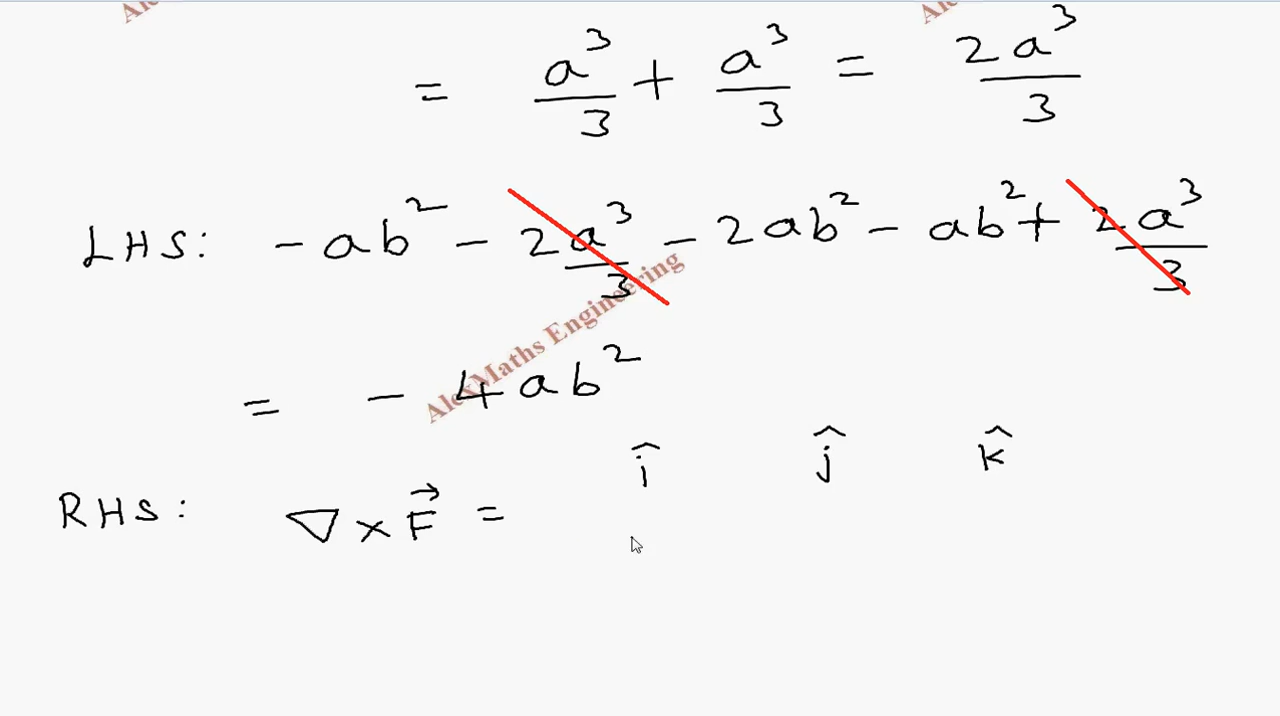 = a³/3 + a³/3 = 2a³/3
LHS: - ab² - 2a³/3 - 2ab² - ab² + 2a³/3
AlexMaths Engineering
= - 4ab²
î ĵ k̂
RHS: ∇ × F⃗ =